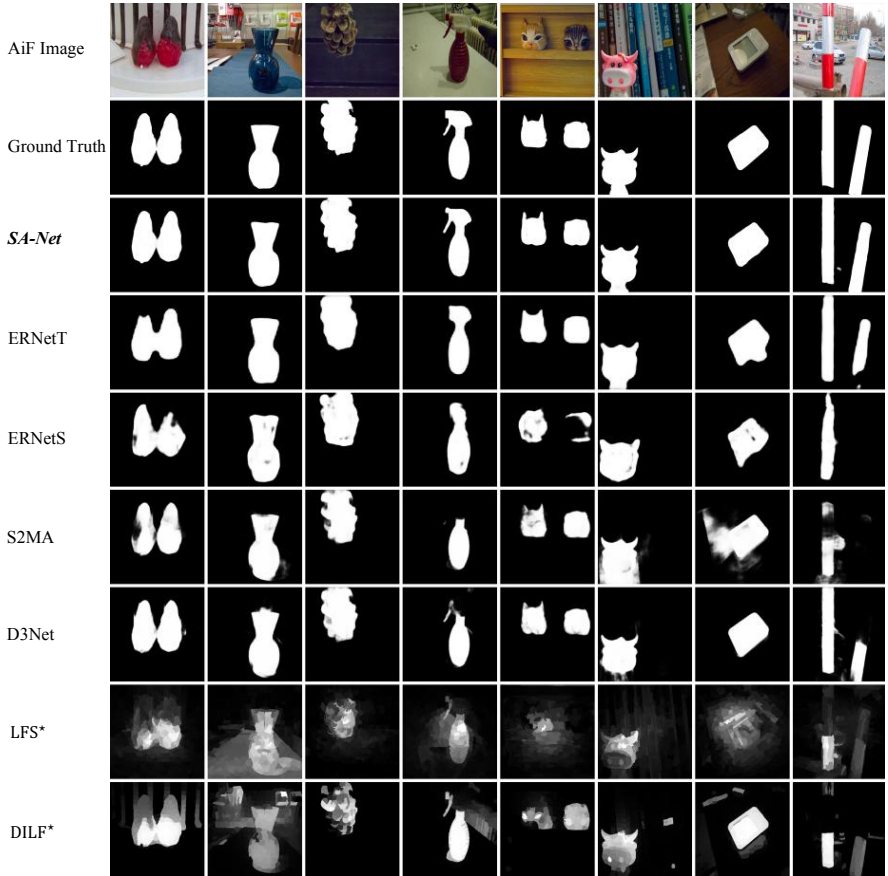 AiF Image
Ground Truth
SA-Net
ERNetT
ERNetS
S2MA
D3Net
LFS★
DILF★